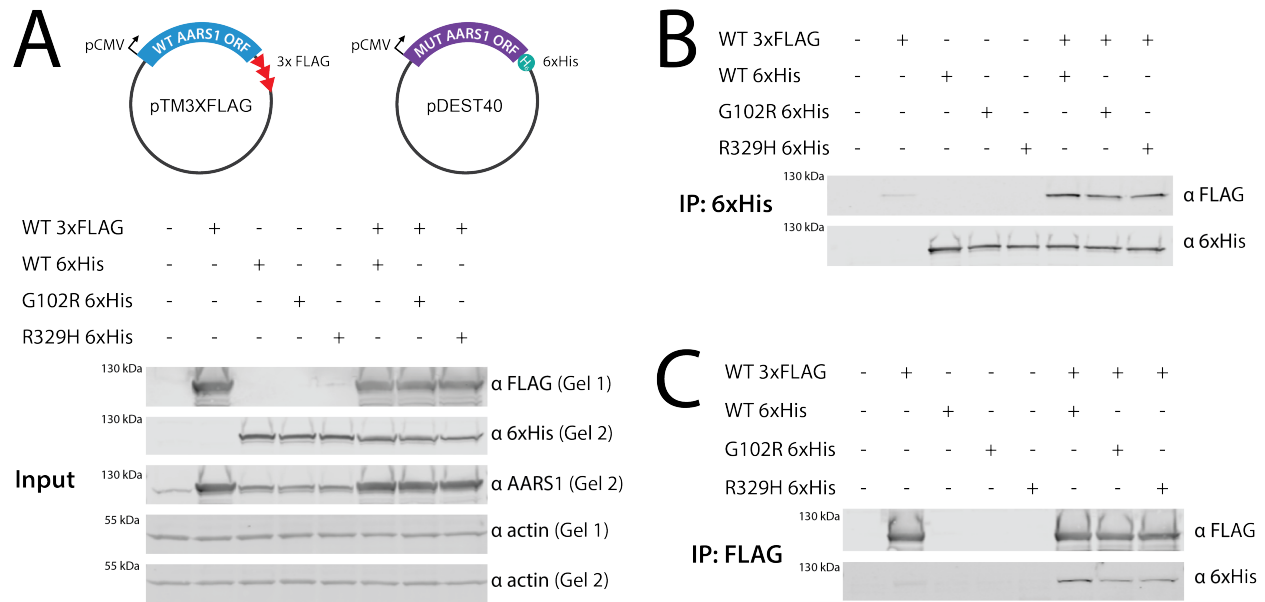 A
pCMV
WT AARS1 ORF
3x FLAG
pTM3XFLAG
pCMV
MUT AARS1 ORF
H6
6xHis
pDEST40
WT 3xFLAG - + - - - + + +
WT 6xHis - - + - - + - -
G102R 6xHis - - - + - - + -
R329H 6xHis - - - - + - - +
Input
130 kDa α FLAG (Gel 1)
130 kDa α 6xHis (Gel 2)
130 kDa α AARS1 (Gel 2)
55 kDa α actin (Gel 1)
55 kDa α actin (Gel 2)
B
WT 3xFLAG - + - - - + + +
WT 6xHis - - + - - + - -
G102R 6xHis - - - + - - + -
R329H 6xHis - - - - + - - +
IP: 6xHis
130 kDa α FLAG
130 kDa α 6xHis
C
WT 3xFLAG - + - - - + + +
WT 6xHis - - + - - + - -
G102R 6xHis - - - + - - + -
R329H 6xHis - - - - + - - +
IP: FLAG
130 kDa α FLAG
130 kDa α 6xHis